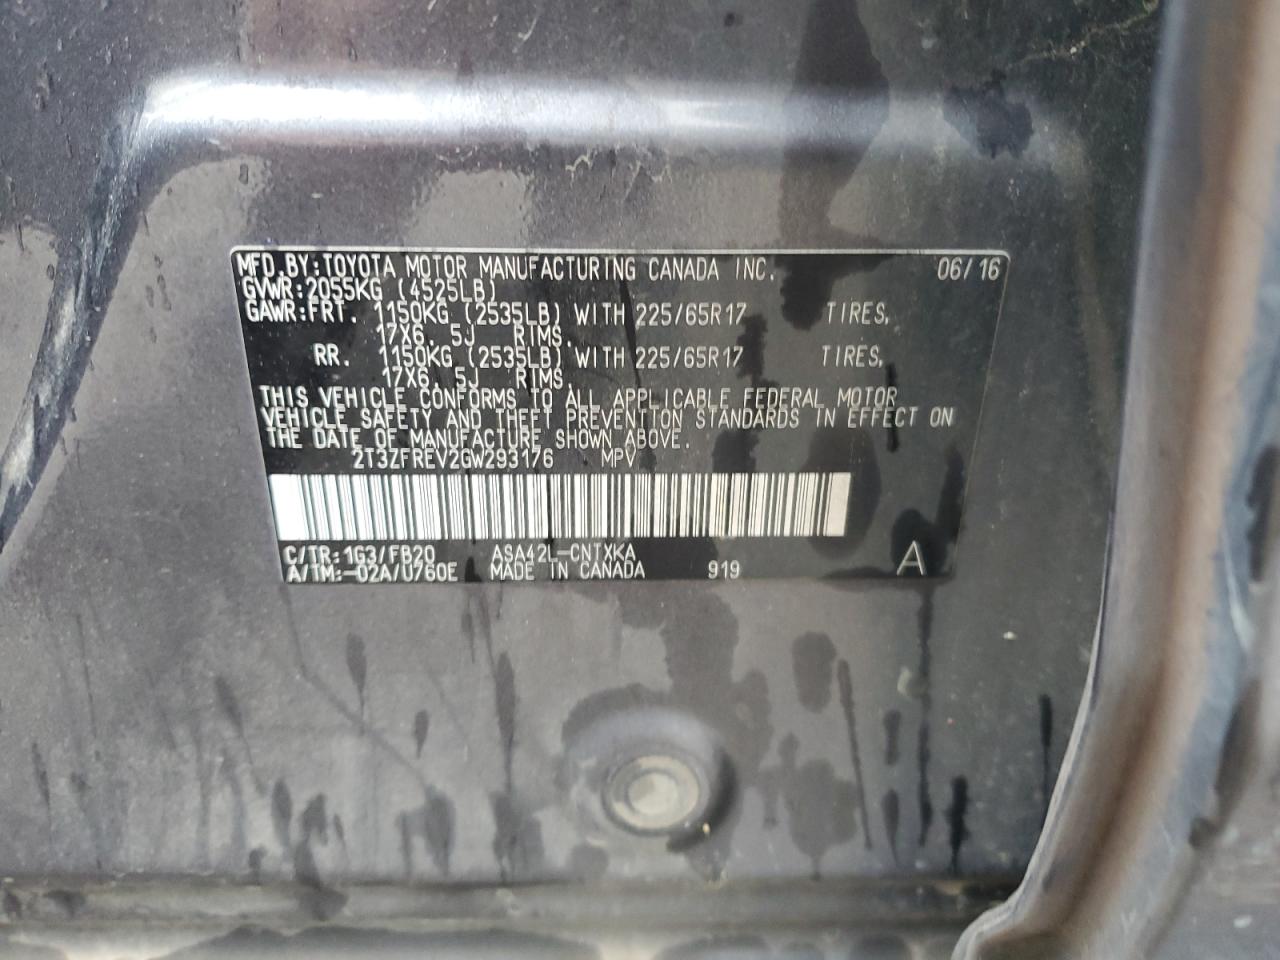 MFD.BY:TOYOTA MOTOR MANUFACTURING CANADA INC. 06/16
GVWR:2055KG (4525LB)
GAWR:FRT. 1150KG (2535LB) WITH 225/65R17 TIRES,
17X6.5J RIMS,
RR. 1150KG (2535LB) WITH 225/65R17 TIRES,
17X6.5J RIMS,
THIS VEHICLE CONFORMS TO ALL APPLICABLE FEDERAL MOTOR
VEHICLE SAFETY AND THEFT PREVENTION STANDARDS IN EFFECT ON
THE DATE OF MANUFACTURE SHOWN ABOVE.
2T3ZFREV2GW293176 MPV
C/TR:1G3/FB20 ASA42L-CNTXKA
A/TM:-02A/U760E MADE IN CANADA 919 A